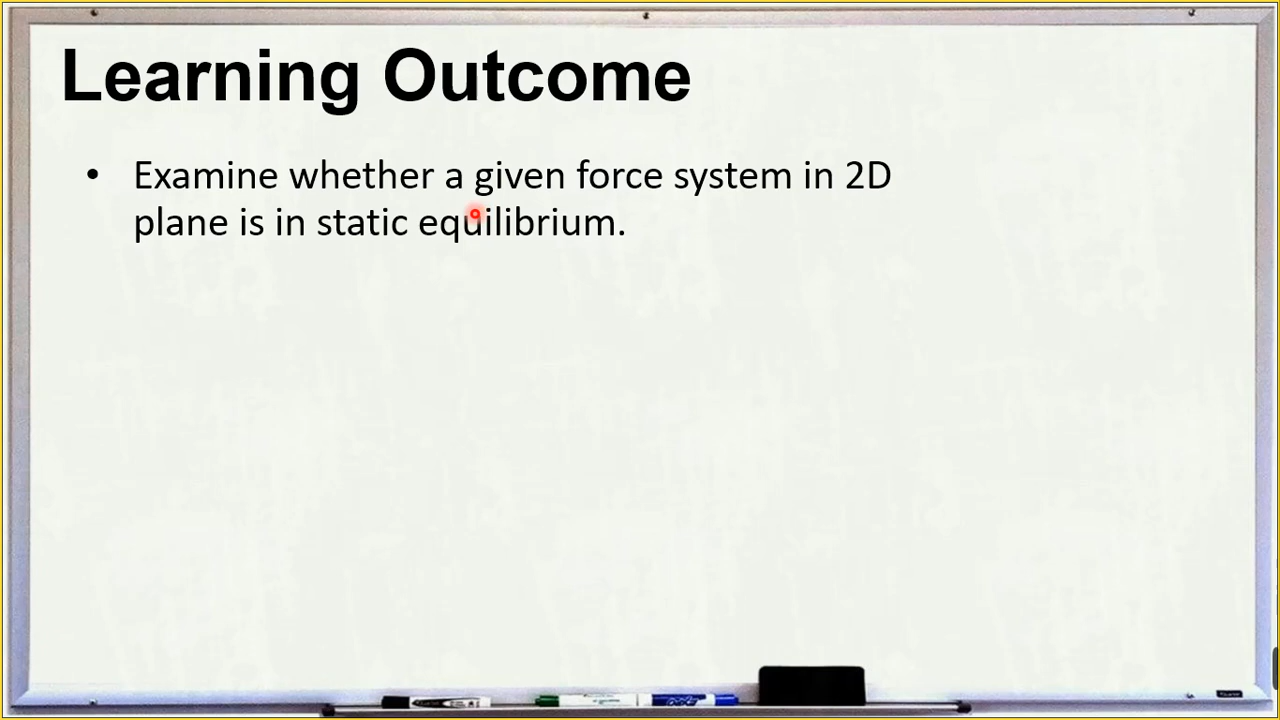 Learning Outcome
• Examine whether a given force system in 2D
plane is in static equilibrium.